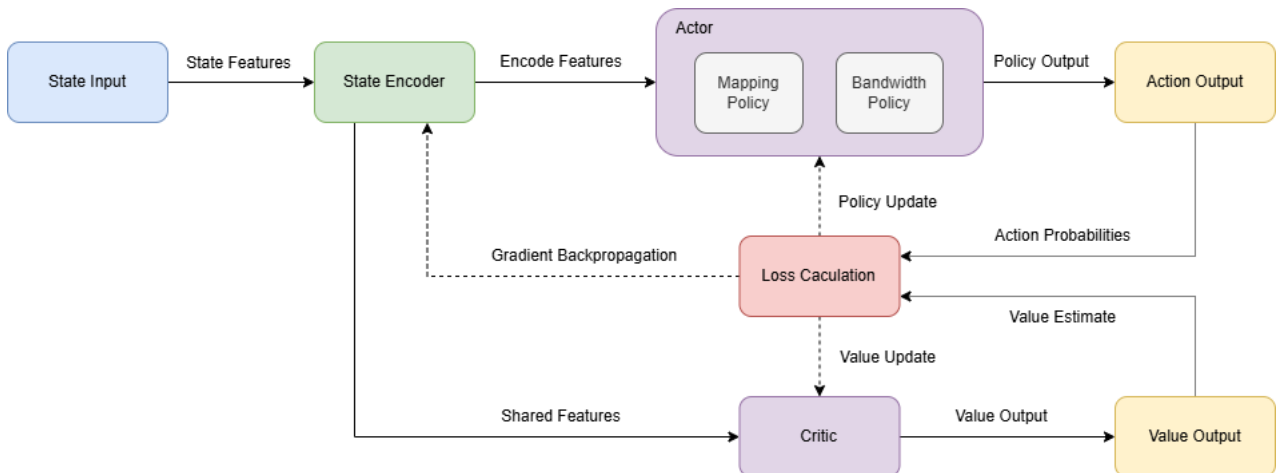 Actor
State Input
State Features
State Encoder
Encode Features
Mapping
Policy
Bandwidth
Policy
Policy Output
Action Output
Policy Update
Action Probabilities
Gradient Backpropagation
Loss Caculation
Value Estimate
Value Update
Shared Features
Critic
Value Output
Value Output